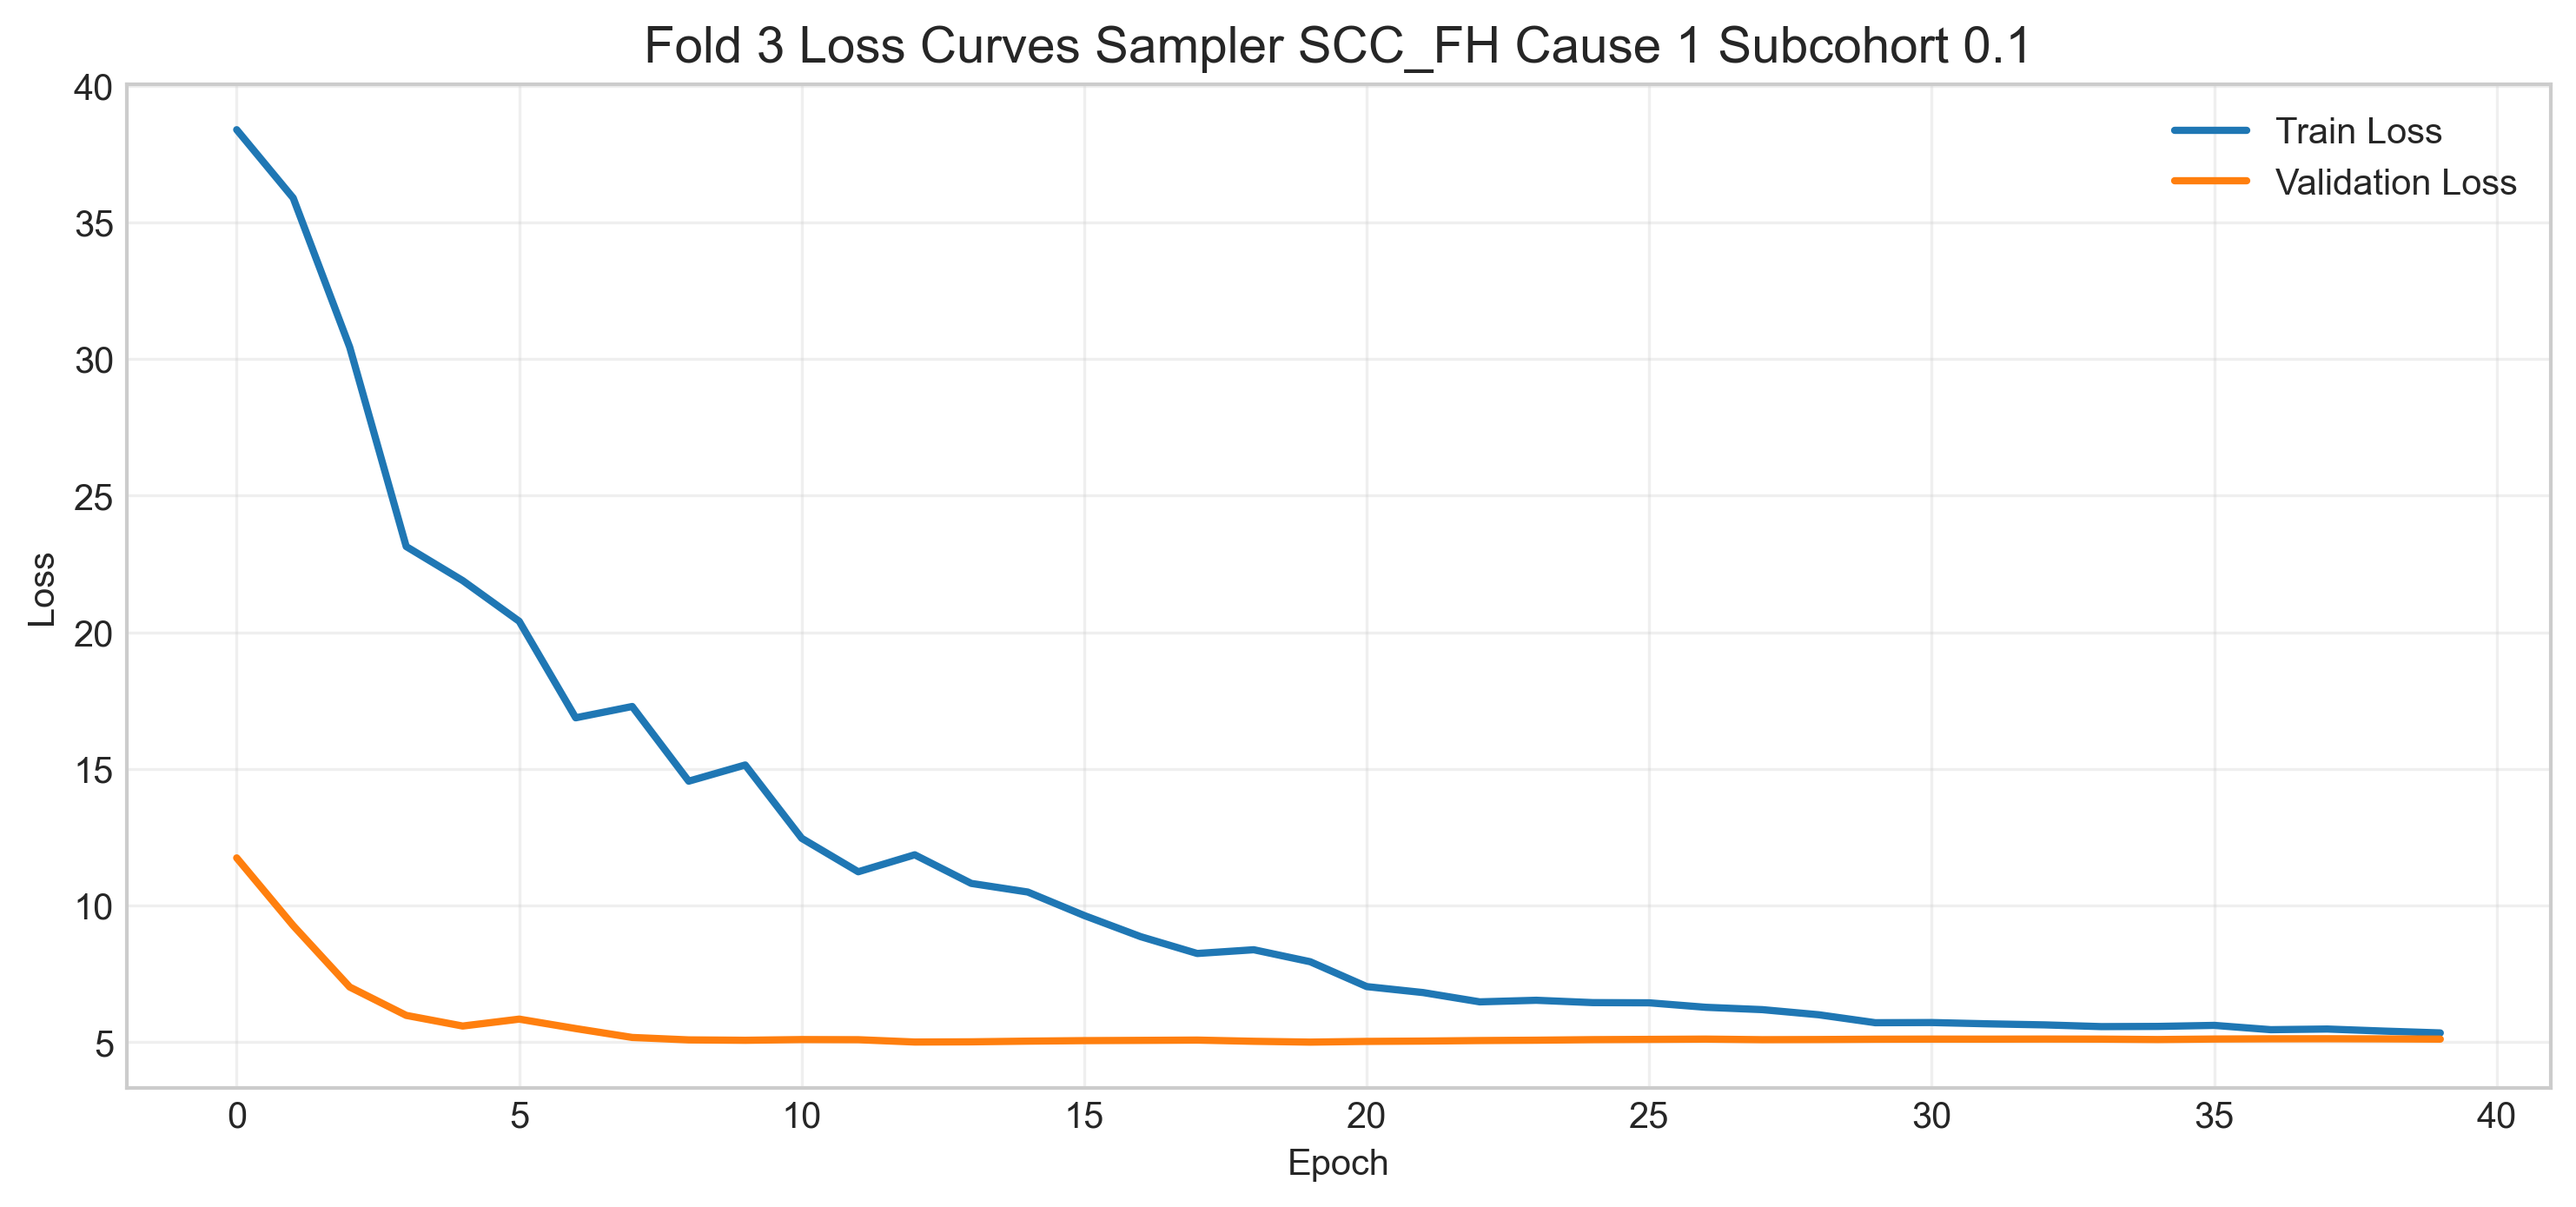 Fold 3 Loss Curves Sampler SCC_FH Cause 1 Subcohort 0.1
Train Loss
Validation Loss
Loss
40
35
30
25
20
15
10
5
0 5 10 15 20 25 30 35 40
Epoch